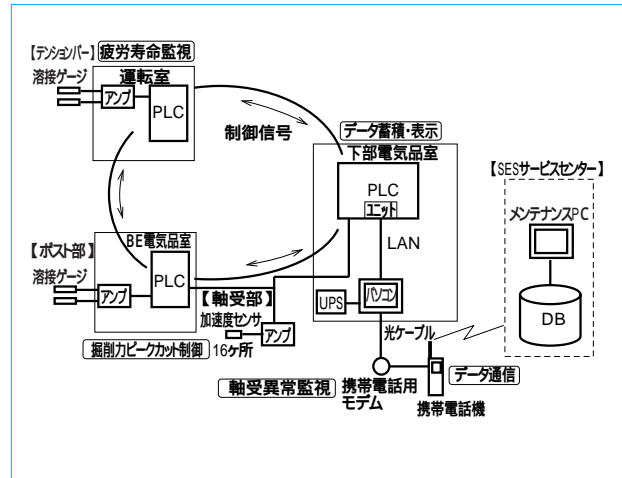 【テンションバー】
疲労寿命監視
溶接ゲージ
運転室
アンプ
PLC
制御信号
データ蓄積・表示
下部電気品室
PLC
ユニット
LAN
【SESサービスセンター】
メンテナンスPC
DB
【ポスト部】
BE電気品室
溶接ゲージ
アンプ
PLC
掘削力ピークカット制御
【軸受部】
加速度センサ
16ヶ所
アンプ
UPS
パソコン
光ケーブル
軸受異常監視
携帯電話用
モデム
データ通信
携帯電話機